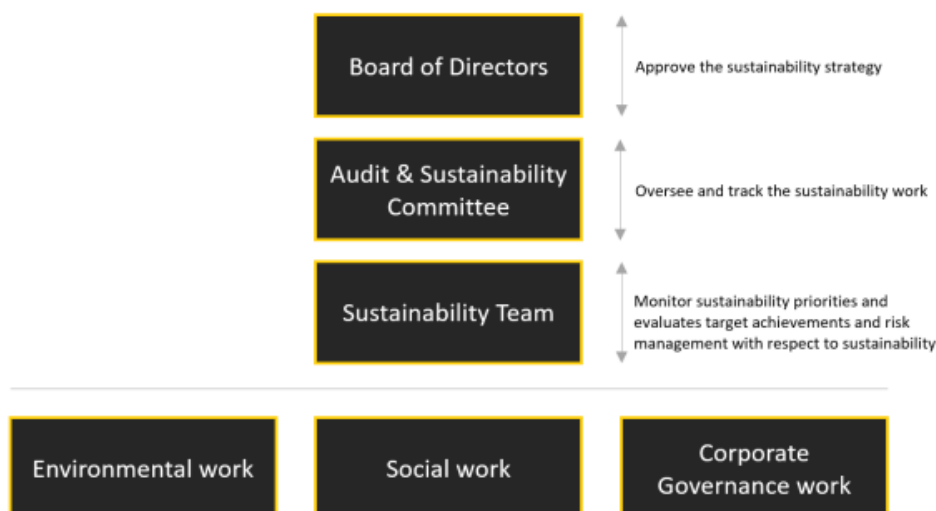 Board of Directors
Approve the sustainability strategy
Audit & Sustainability
Committee
Oversee and track the sustainability work
Sustainability Team
Monitor sustainability priorities and
evaluates target achievements and risk
management with respect to sustainability
Environmental work
Social work
Corporate
Governance work